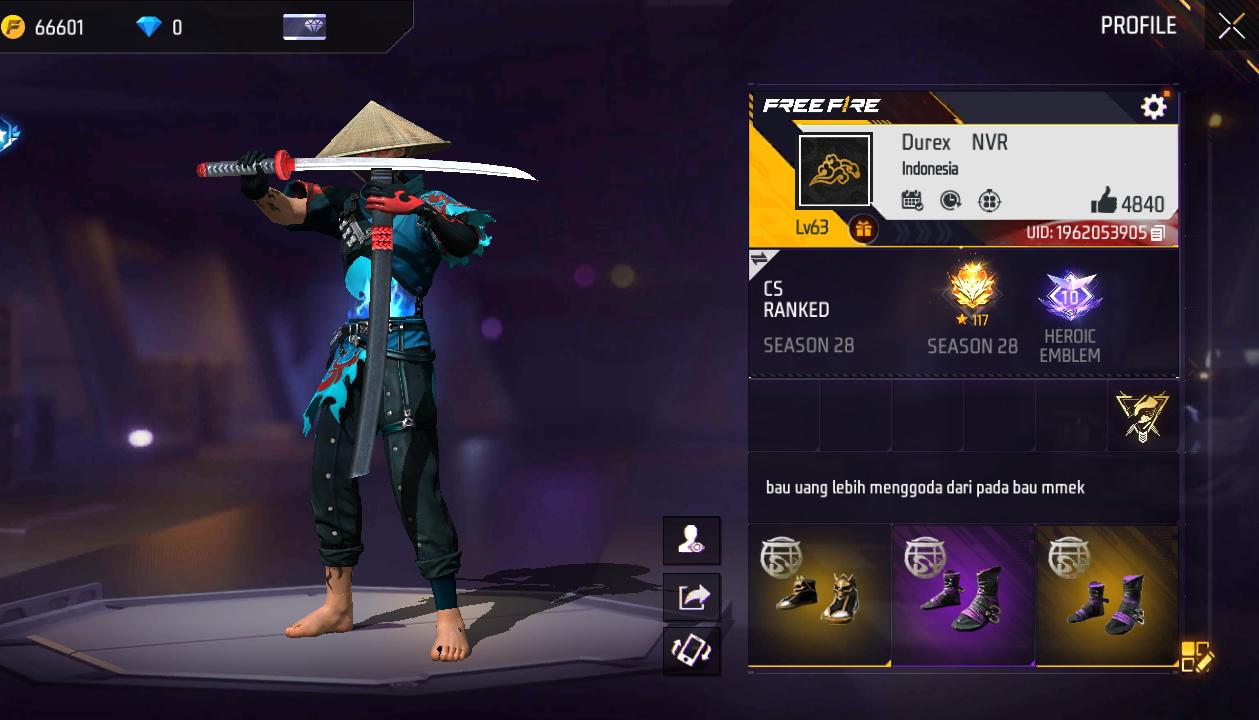 66601
0
PROFILE
FREE FIRE
Durex NVR
Indonesia
4840
Lv63
UID: 1962053905
CS
RANKED
SEASON 28
117
SEASON 28
10
HEROIC
EMBLEM
bau uang lebih menggoda dari pada bau mmek